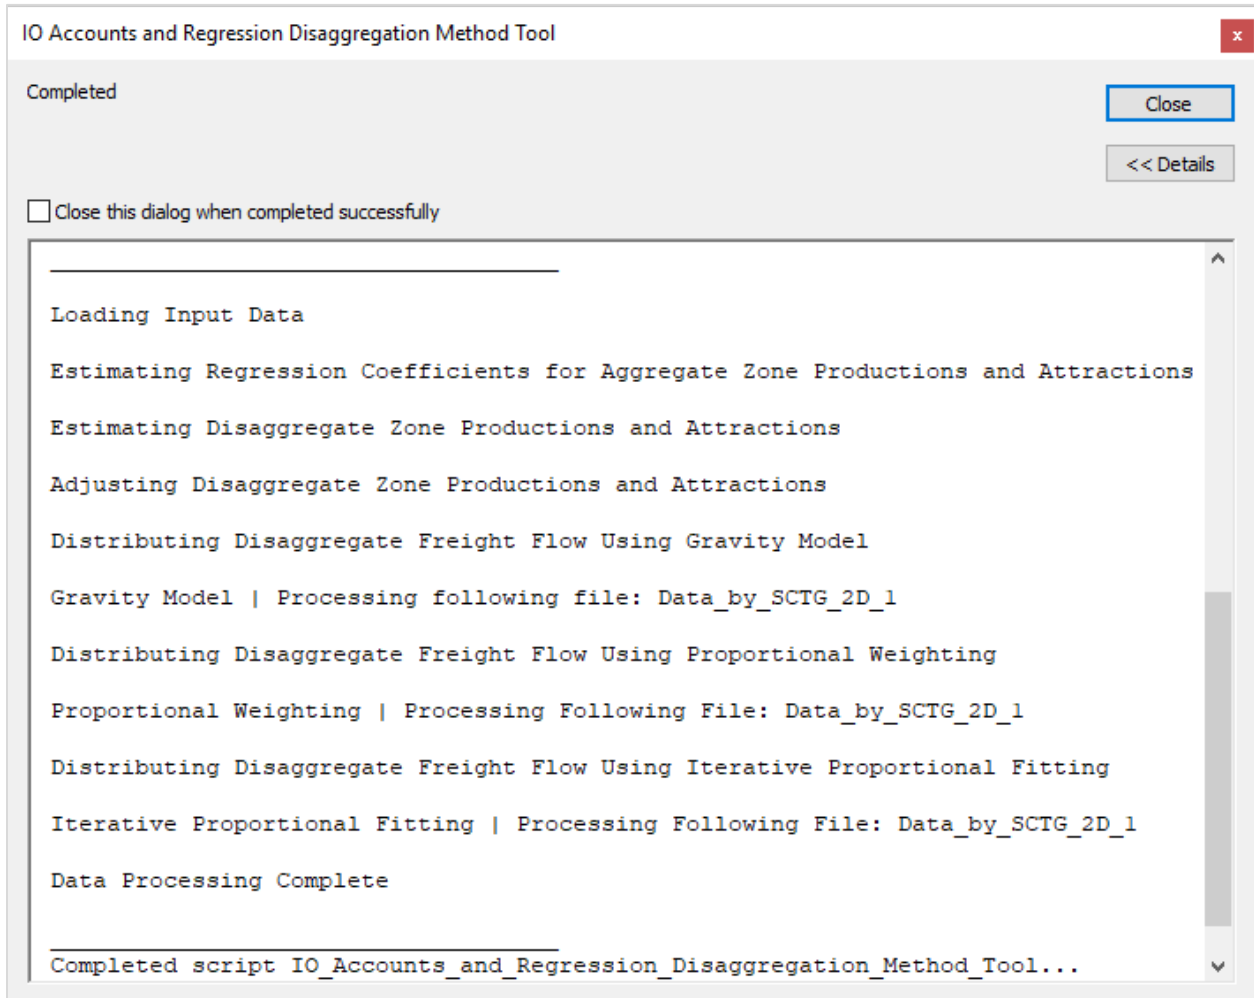 IO Accounts and Regression Disaggregation Method Tool
x
Completed
Close
<< Details
Close this dialog when completed successfully
Loading Input Data
Estimating Regression Coefficients for Aggregate Zone Productions and Attractions
Estimating Disaggregate Zone Productions and Attractions
Adjusting Disaggregate Zone Productions and Attractions
Distributing Disaggregate Freight Flow Using Gravity Model
Gravity Model | Processing following file: Data_by_SCTG_2D_1
Distributing Disaggregate Freight Flow Using Proportional Weighting
Proportional Weighting | Processing Following File: Data_by_SCTG_2D_1
Distributing Disaggregate Freight Flow Using Iterative Proportional Fitting
Iterative Proportional Fitting | Processing Following File: Data_by_SCTG_2D_1
Data Processing Complete
Completed script IO_Accounts_and_Regression_Disaggregation_Method_Tool...